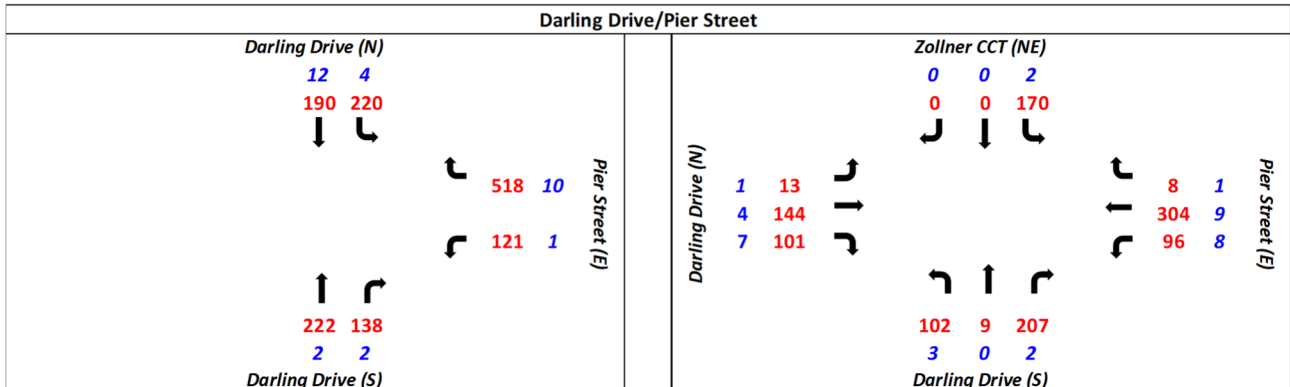 Darling Drive/Pier Street
Darling Drive (N)
12 4
190 220
518 10
121 1
Pier Street (E)
222 138
2 2
Darling Drive (S)
Zollner CCT (NE)
0 0 2
0 0 170
Darling Drive (N)
1 13
4 144
7 101
8 1
304 9
96 8
Pier Street (E)
102 9 207
3 0 2
Darling Drive (S)